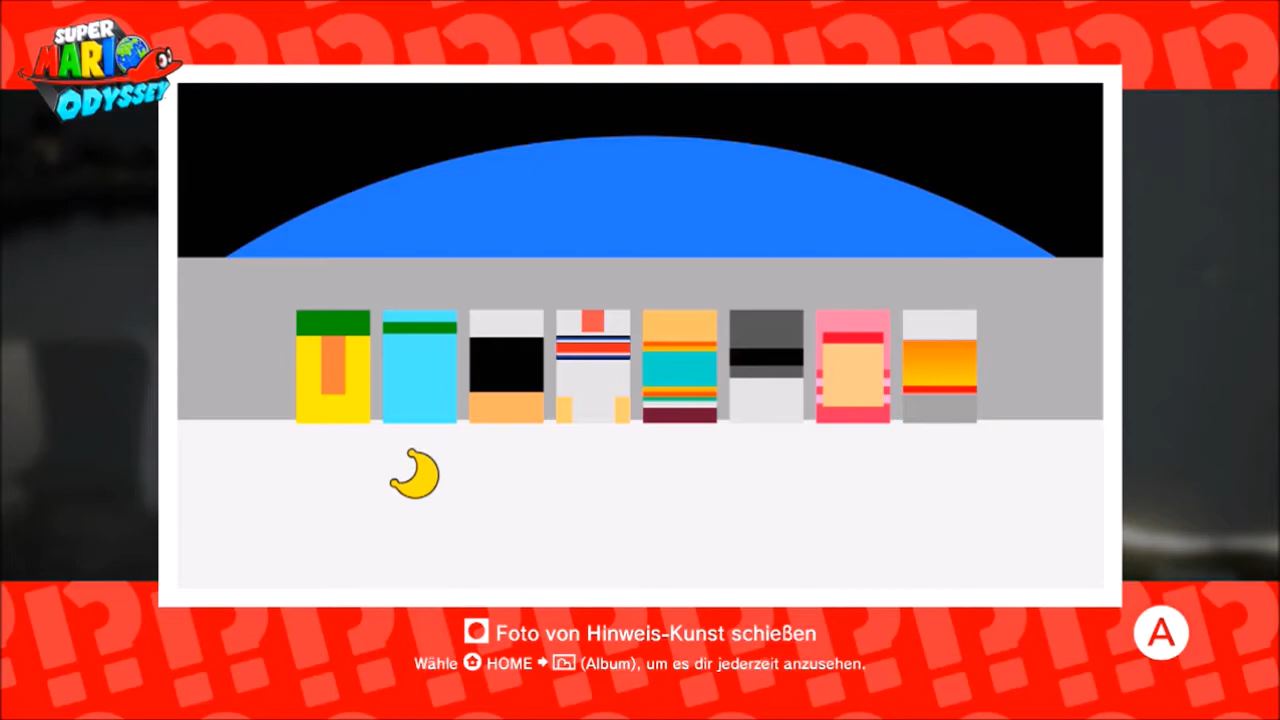 SUPER
MARIO
ODYSSEY
Foto von Hinweis-Kunst schießen
Wähle HOME (Album), um es dir jederzeit anzusehen.
A